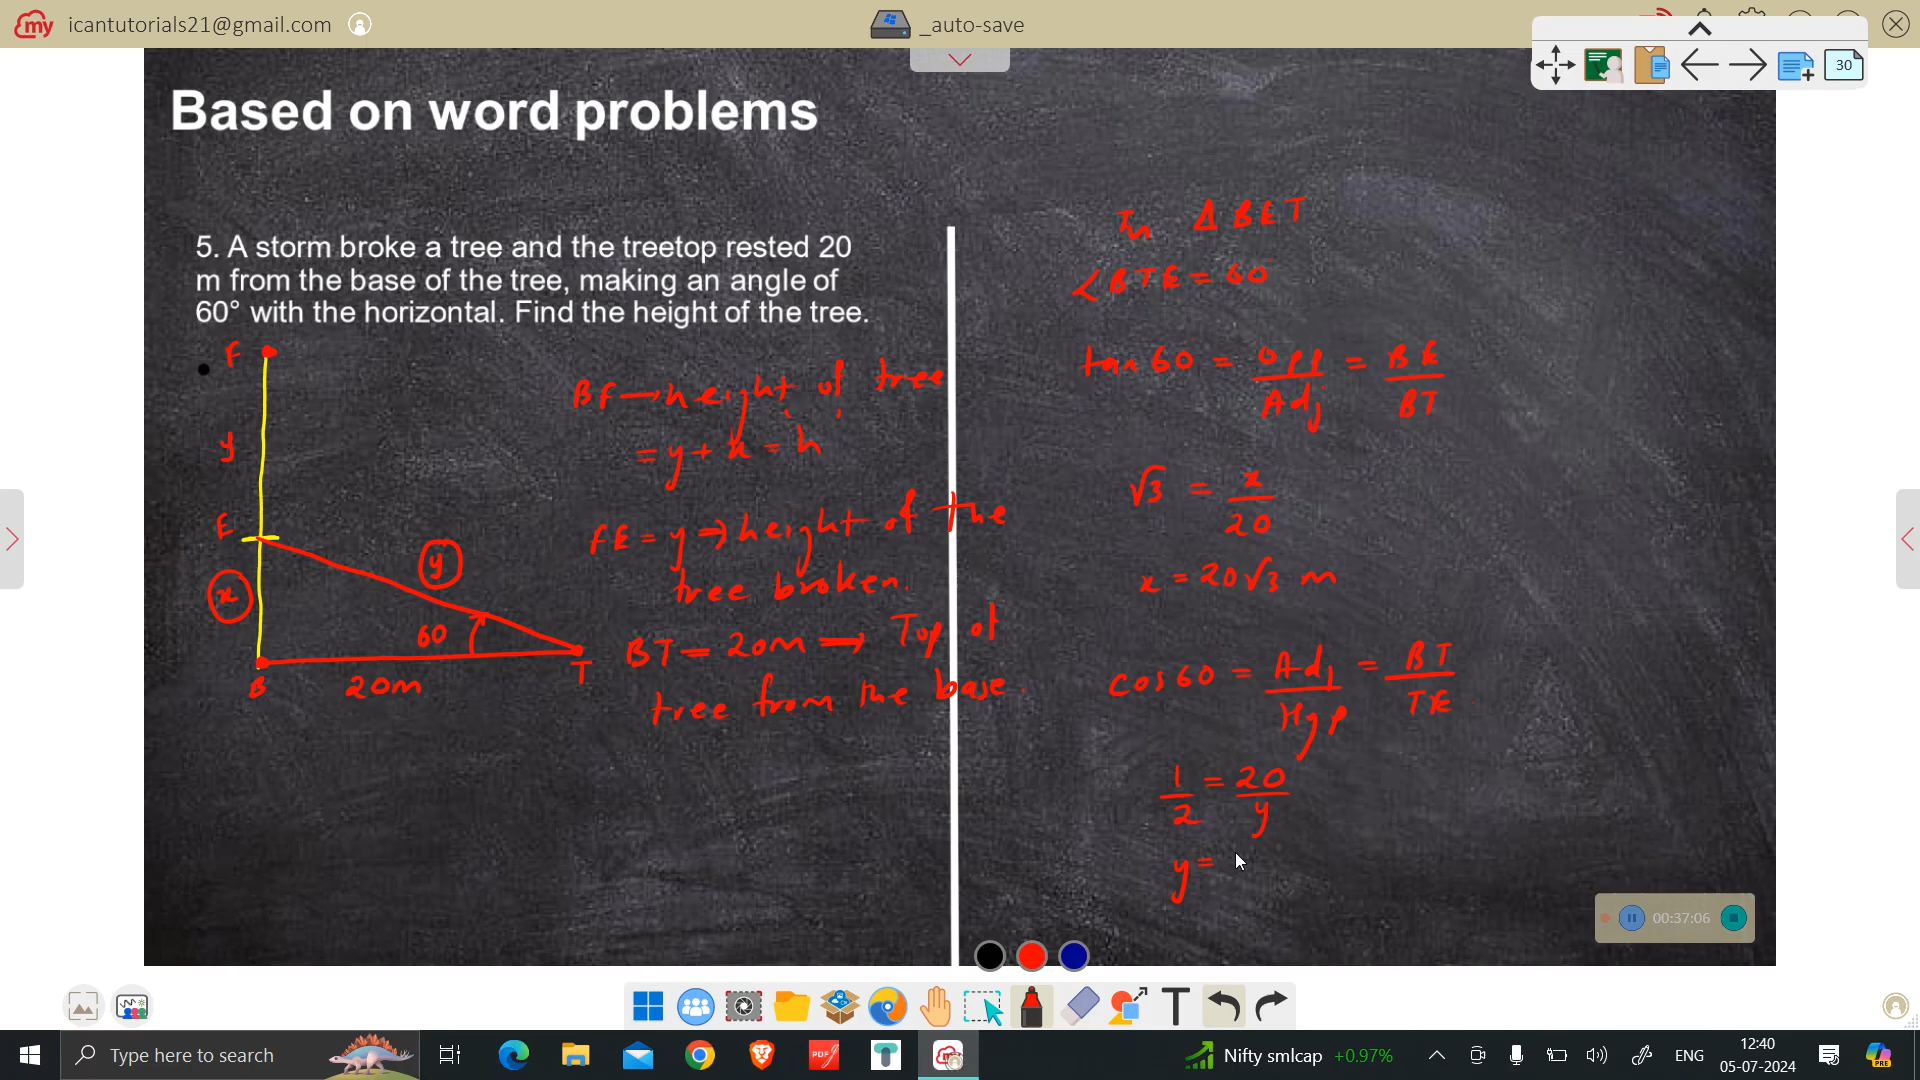 my icantutorials21@gmail.com
_auto-save
30
Based on word problems
5. A storm broke a tree and the treetop rested 20
m from the base of the tree, making an angle of
60° with the horizontal. Find the height of the tree.
F
y
E
x
y
60
B
20m
T
BF → height of tree
= y + x = h
FE = y → height of the
tree broken.
BT = 20m → Top of
tree from the base.
In Δ BET
∠BTE = 60
tan 60 = Opp/Adj = BE/BT
√3 = x/20
x = 20√3 m
cos 60 = Adj/Hyp = BT/TE
1/2 = 20/y
y =
00:37:06
Type here to search
PDF
Nifty smlcap +0.97%
ENG
12:40
05-07-2024
PRE